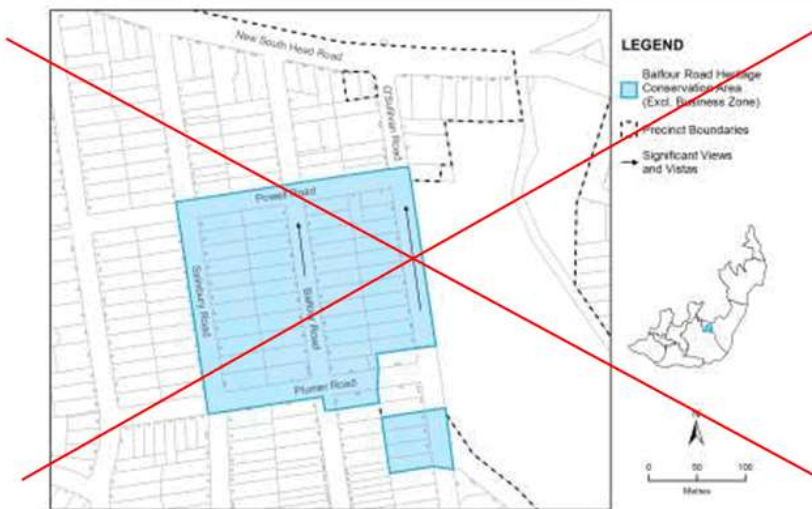 New South Head Road
O'Sullivan Road
Powell Road
Salisbury Road
Balfour Road
Plumer Road
LEGEND
Balfour Road Heritage
Conservation Area
(Excl. Business Zone)
Precinct Boundaries
Significant Views
and Vistas
N
0 50 100
Metres